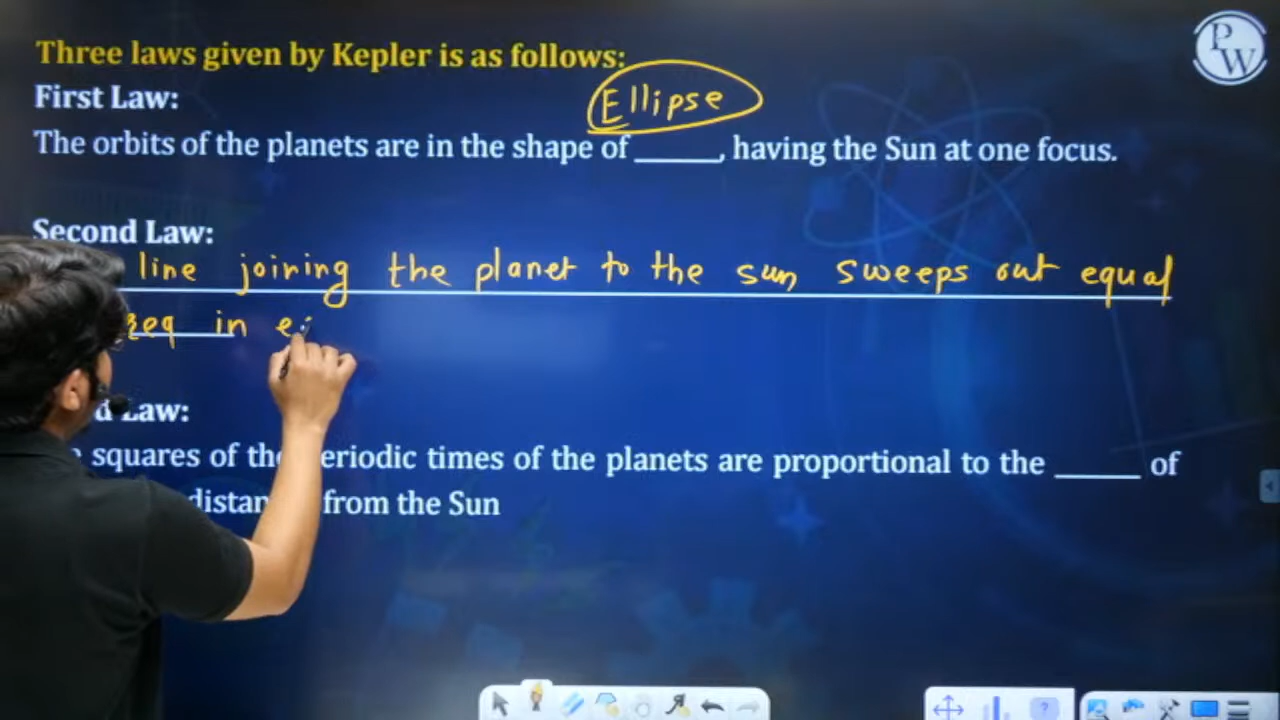 PW
Three laws given by Kepler is as follows:
First Law:
Ellipse
The orbits of the planets are in the shape of ______, having the Sun at one focus.
Second Law:
line joining the planet to the sun sweeps out equal
in
Law:
squares of the periodic times of the planets are proportional to the ______ of
from the Sun
?